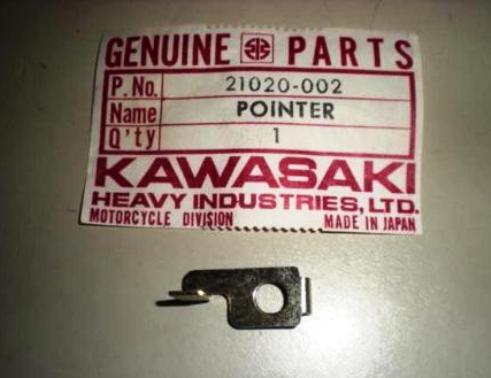 GENUINE PARTS
P. No. 21020-002
Name POINTER
Q'ty 1
KAWASAKI
HEAVY INDUSTRIES, LTD.
MOTORCYCLE DIVISION MADE IN JAPAN